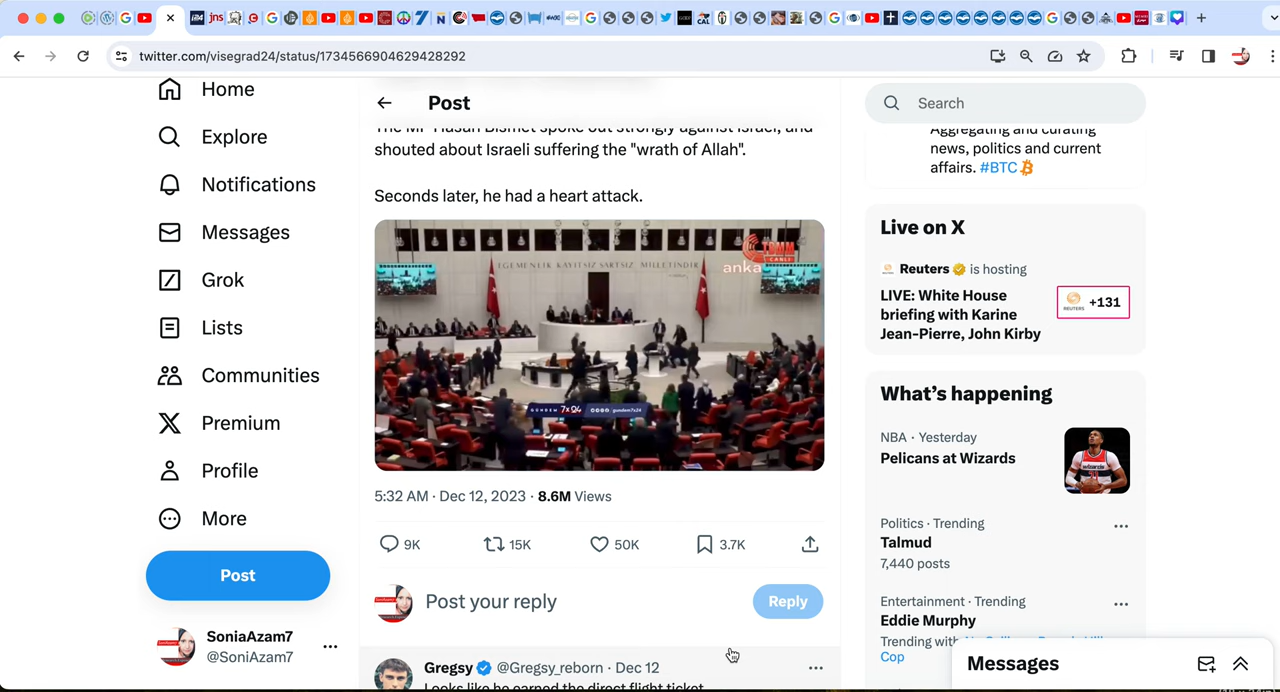 twitter.com/visegrad24/status/1734566904629428292
Home
Explore
Notifications
Messages
Grok
Lists
Communities
Premium
Profile
More
Post
SoniaAzam7
@SoniAzam7
Post
The MP Hasan Bismet spoke out strongly against Israel, and
shouted about Israeli suffering the "wrath of Allah".
Seconds later, he had a heart attack.
EGEMENLİK KAYITSIZ ŞARTSIZ MİLLETİNDİR
TBMM
CANLI
anka
GÜNDEM 7x24 gundem7x24
5:32 AM · Dec 12, 2023 · 8.6M Views
9K 15K 50K 3.7K
Post your reply
Reply
Gregsy @Gregsy_reborn · Dec 12
Looks like he earned the direct flight ticket
Search
Aggregating and curating
news, politics and current
affairs. #BTC
Live on X
Reuters is hosting
LIVE: White House
briefing with Karine
Jean-Pierre, John Kirby
REUTERS +131
What's happening
NBA · Yesterday
Pelicans at Wizards
Politics · Trending
Talmud
7,440 posts
Entertainment · Trending
Eddie Murphy
Trending with
Cop
Messages